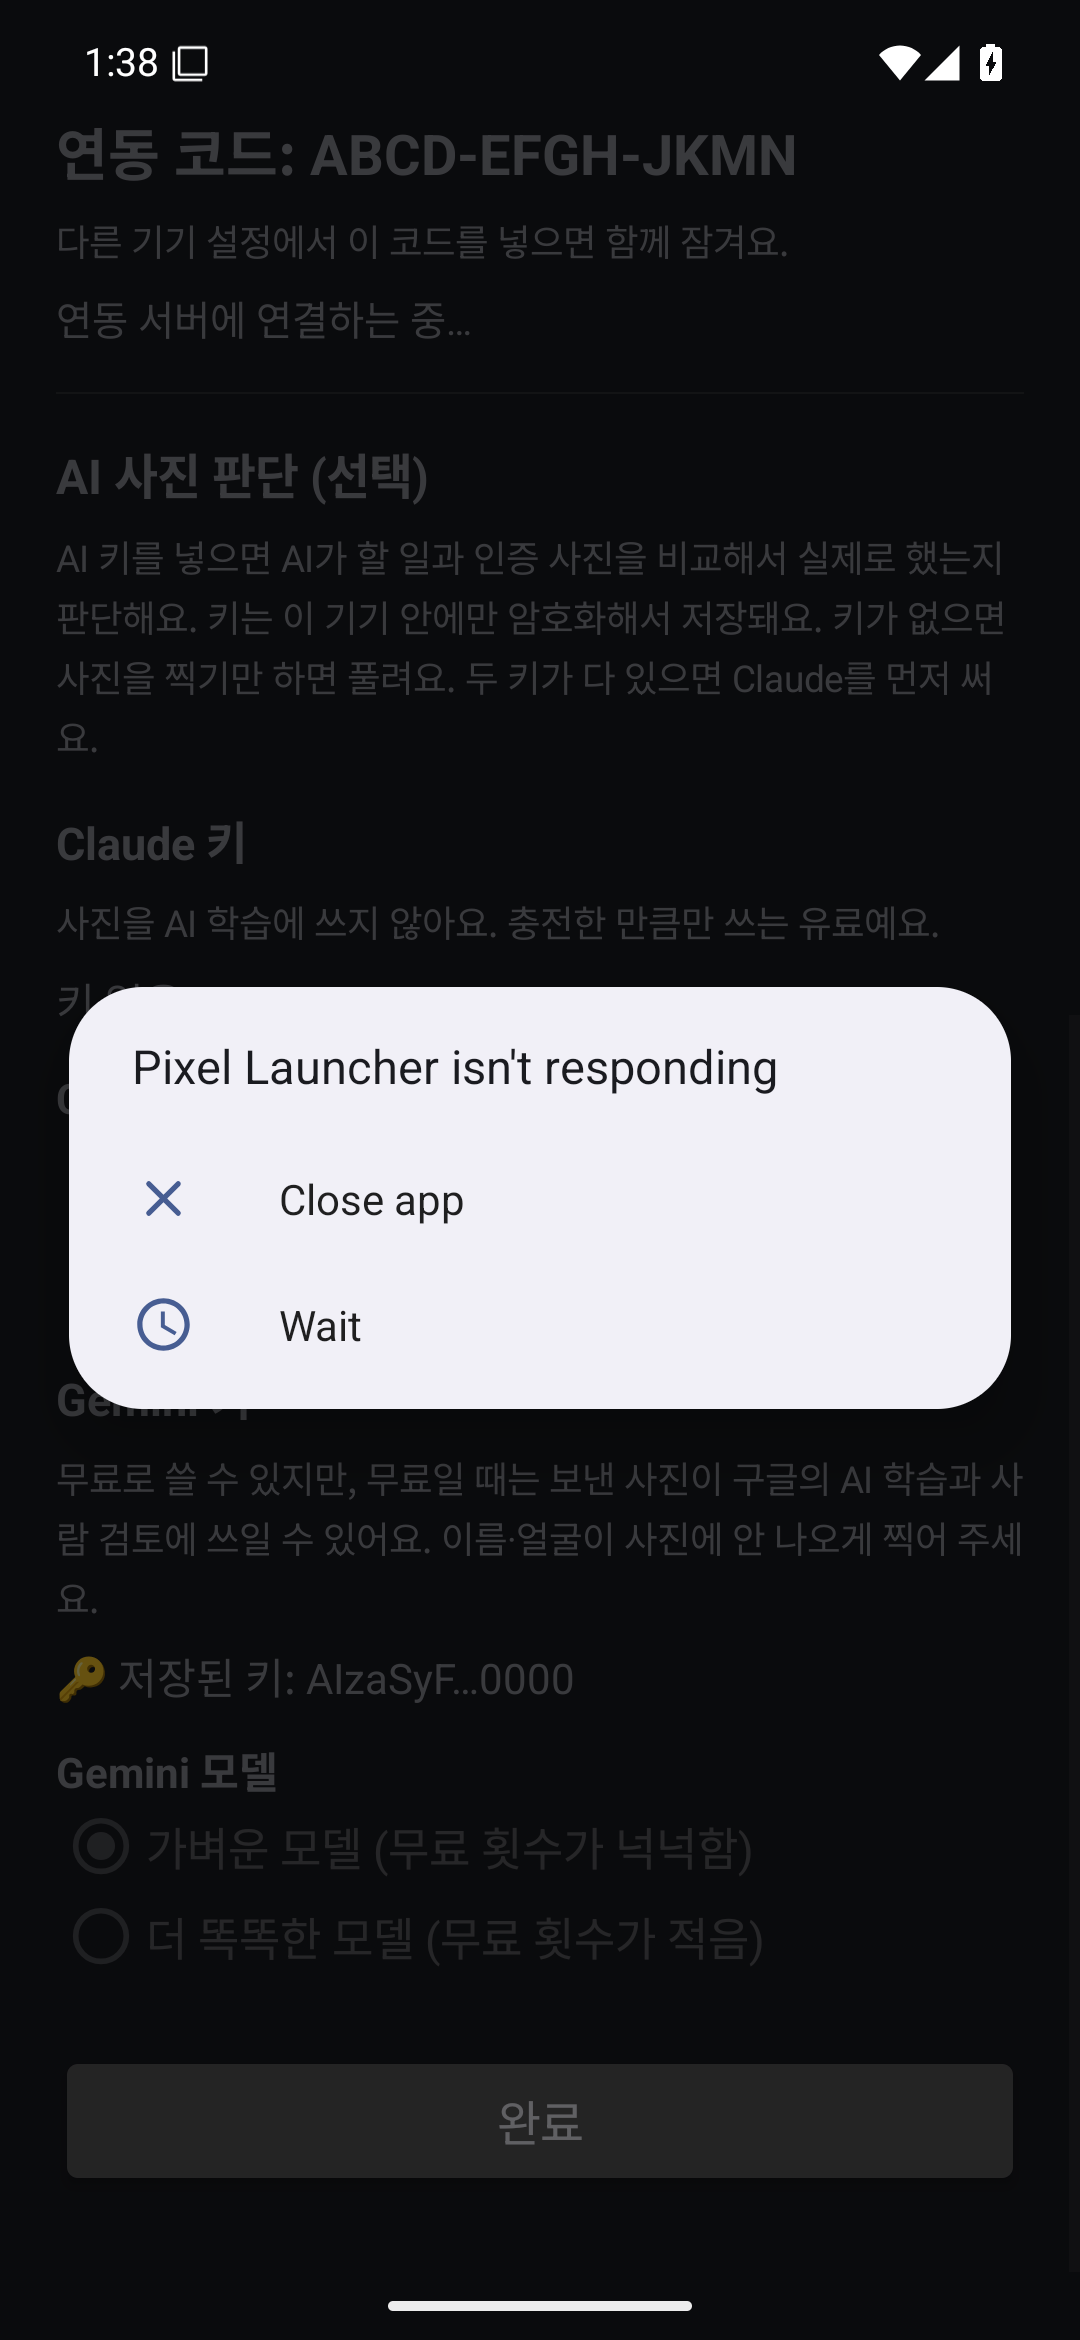 1:38
연동 코드: ABCD-EFGH-JKMN
다른 기기 설정에서 이 코드를 넣으면 함께 잠겨요.
연동 서버에 연결하는 중...
AI 사진 판단 (선택)
AI 키를 넣으면 AI가 할 일과 인증 사진을 비교해서 실제로 했는지
판단해요. 키는 이 기기 안에만 암호화해서 저장돼요. 키가 없으면
사진을 찍기만 하면 풀려요. 두 키가 다 있으면 Claude를 먼저 써
요.
Claude 키
사진을 AI 학습에 쓰지 않아요. 충전한 만큼만 쓰는 유료예요.
키
Pixel Launcher isn't responding
Close app
Wait
Gemini 키
무료로 쓸 수 있지만, 무료일 때는 보낸 사진이 구글의 AI 학습과 사
람 검토에 쓰일 수 있어요. 이름·얼굴이 사진에 안 나오게 찍어 주세
요.
🔑 저장된 키: AIzaSyF...0000
Gemini 모델
가벼운 모델 (무료 횟수가 넉넉함)
더 똑똑한 모델 (무료 횟수가 적음)
완료